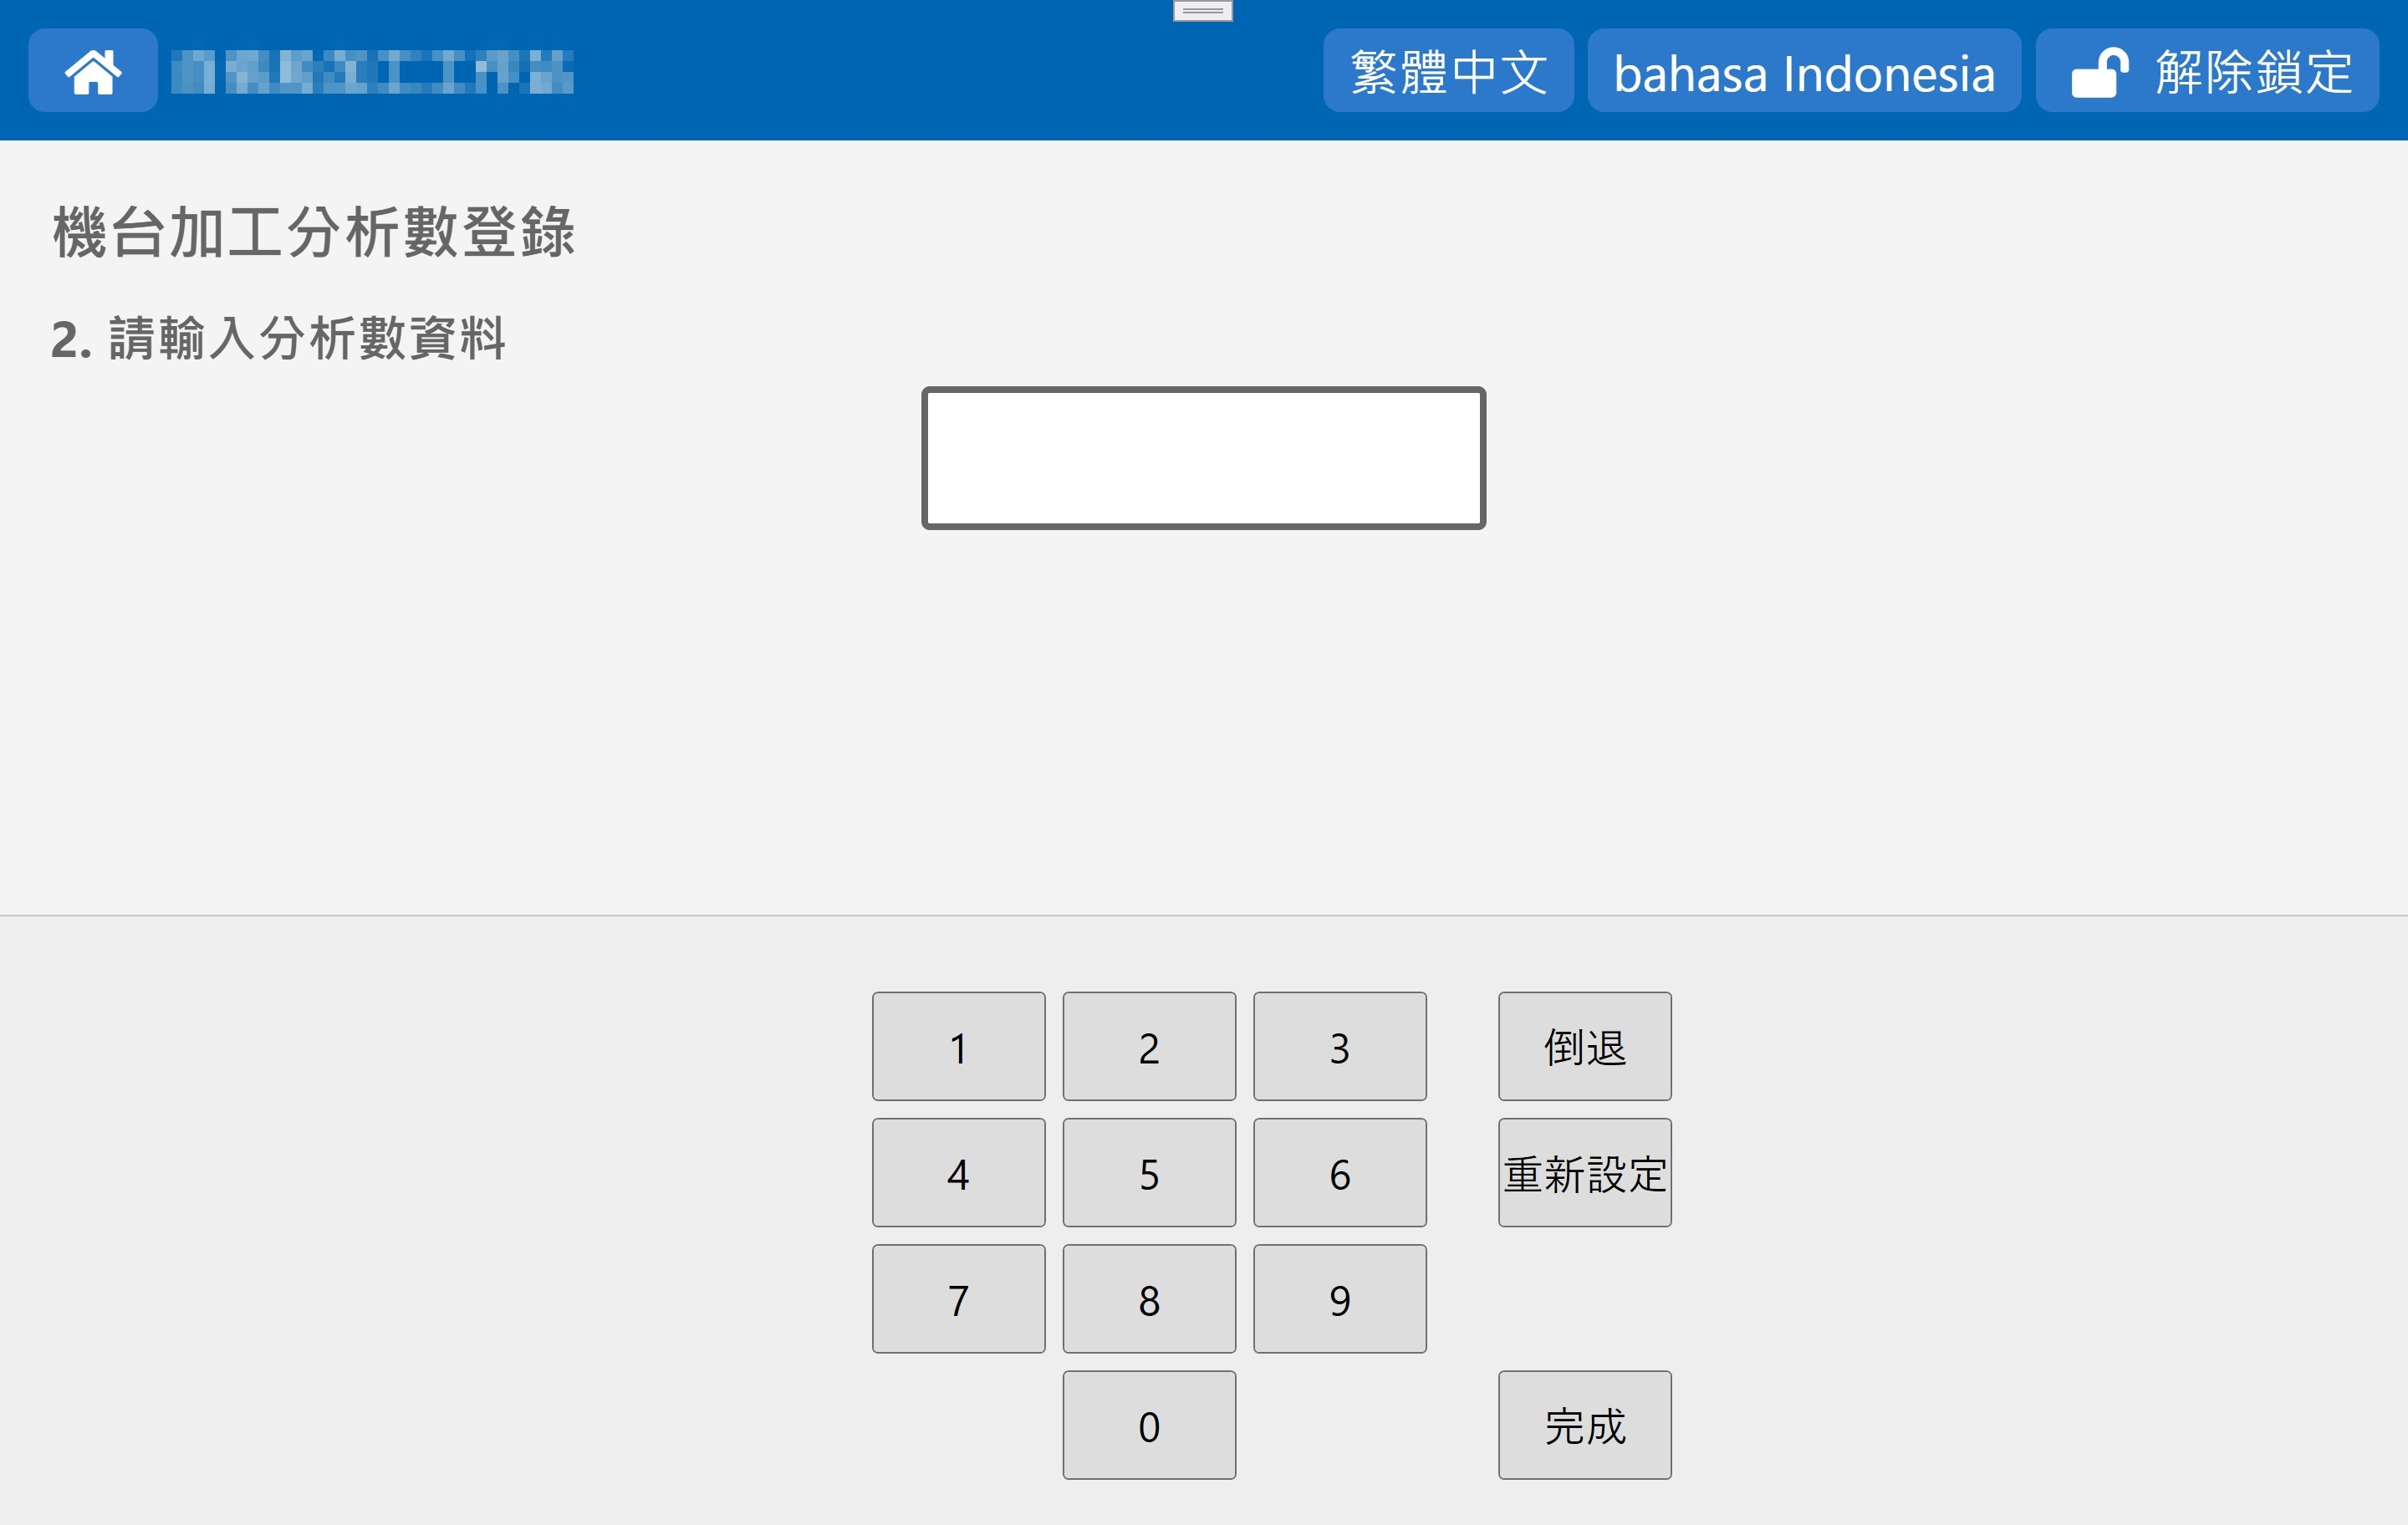 繁體中文 bahasa Indonesia 解除鎖定
機台加工分析數登錄
2. 請輸入分析數資料
1 2 3 倒退
4 5 6 重新設定
7 8 9
0 完成